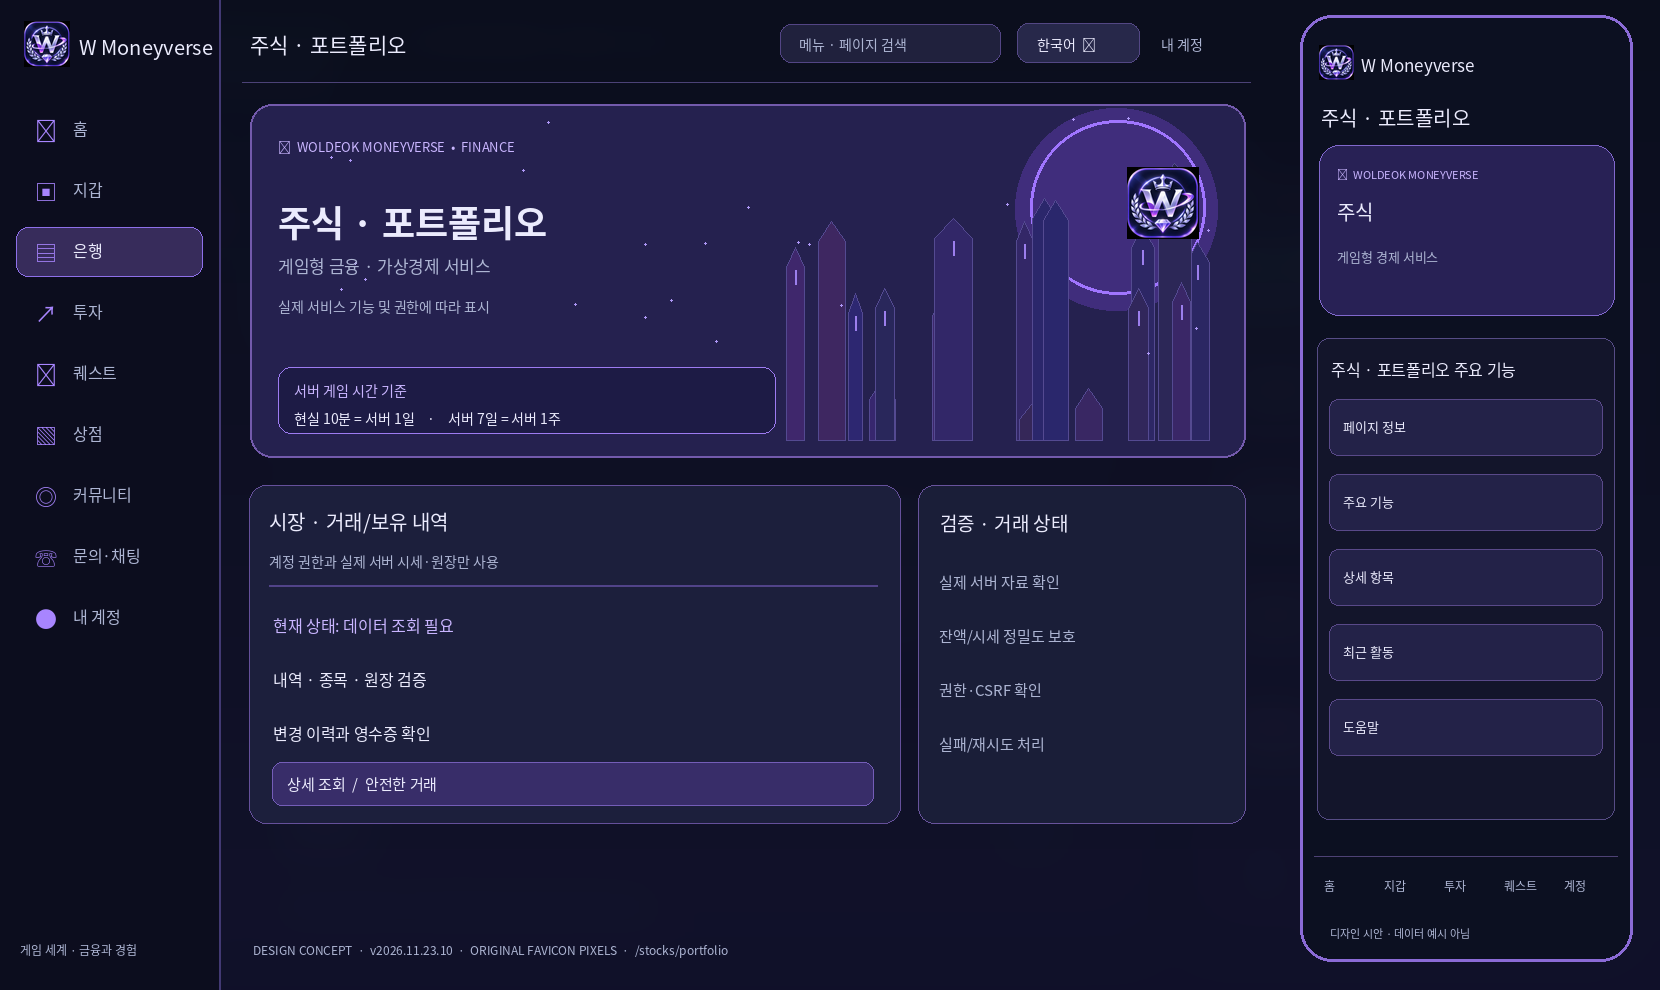 W Moneyverse
홈
지갑
은행
투자
퀘스트
상점
커뮤니티
문의·채팅
내 계정
게임 세계 · 금융과 경험
주식 · 포트폴리오
메뉴 · 페이지 검색
한국어
내 계정
WOLDEOK MONEYVERSE • FINANCE
주식 · 포트폴리오
게임형 금융 · 가상경제 서비스
실제 서비스 기능 및 권한에 따라 표시
서버 게임 시간 기준
현실 10분 = 서버 1일 · 서버 7일 = 서버 1주
W
시장 · 거래/보유 내역
계정 권한과 실제 서버 시세·원장만 사용
현재 상태: 데이터 조회 필요
내역 · 종목 · 원장 검증
변경 이력과 영수증 확인
상세 조회 / 안전한 거래
검증 · 거래 상태
실제 서버 자료 확인
잔액/시세 정밀도 보호
권한·CSRF 확인
실패/재시도 처리
DESIGN CONCEPT · v2026.11.23.10 · ORIGINAL FAVICON PIXELS · /stocks/portfolio
W Moneyverse
주식 · 포트폴리오
WOLDEOK MONEYVERSE
주식
게임형 경제 서비스
주식 · 포트폴리오 주요 기능
페이지 정보
주요 기능
상세 항목
최근 활동
도움말
홈 지갑 투자 퀘스트 계정
디자인 시안 · 데이터 예시 아님